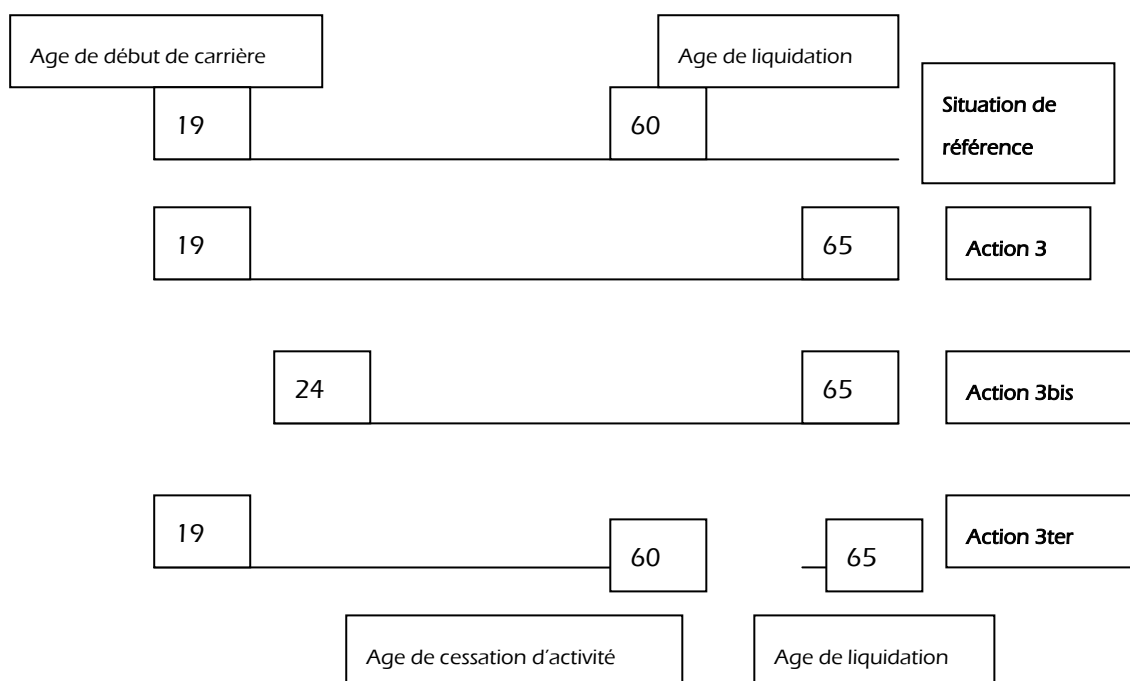 Age de début de carrière
Age de liquidation
19
60
Situation de
référence
19
65
Action 3
24
65
Action 3bis
19
60
65
Action 3ter
Age de cessation d'activité
Age de liquidation